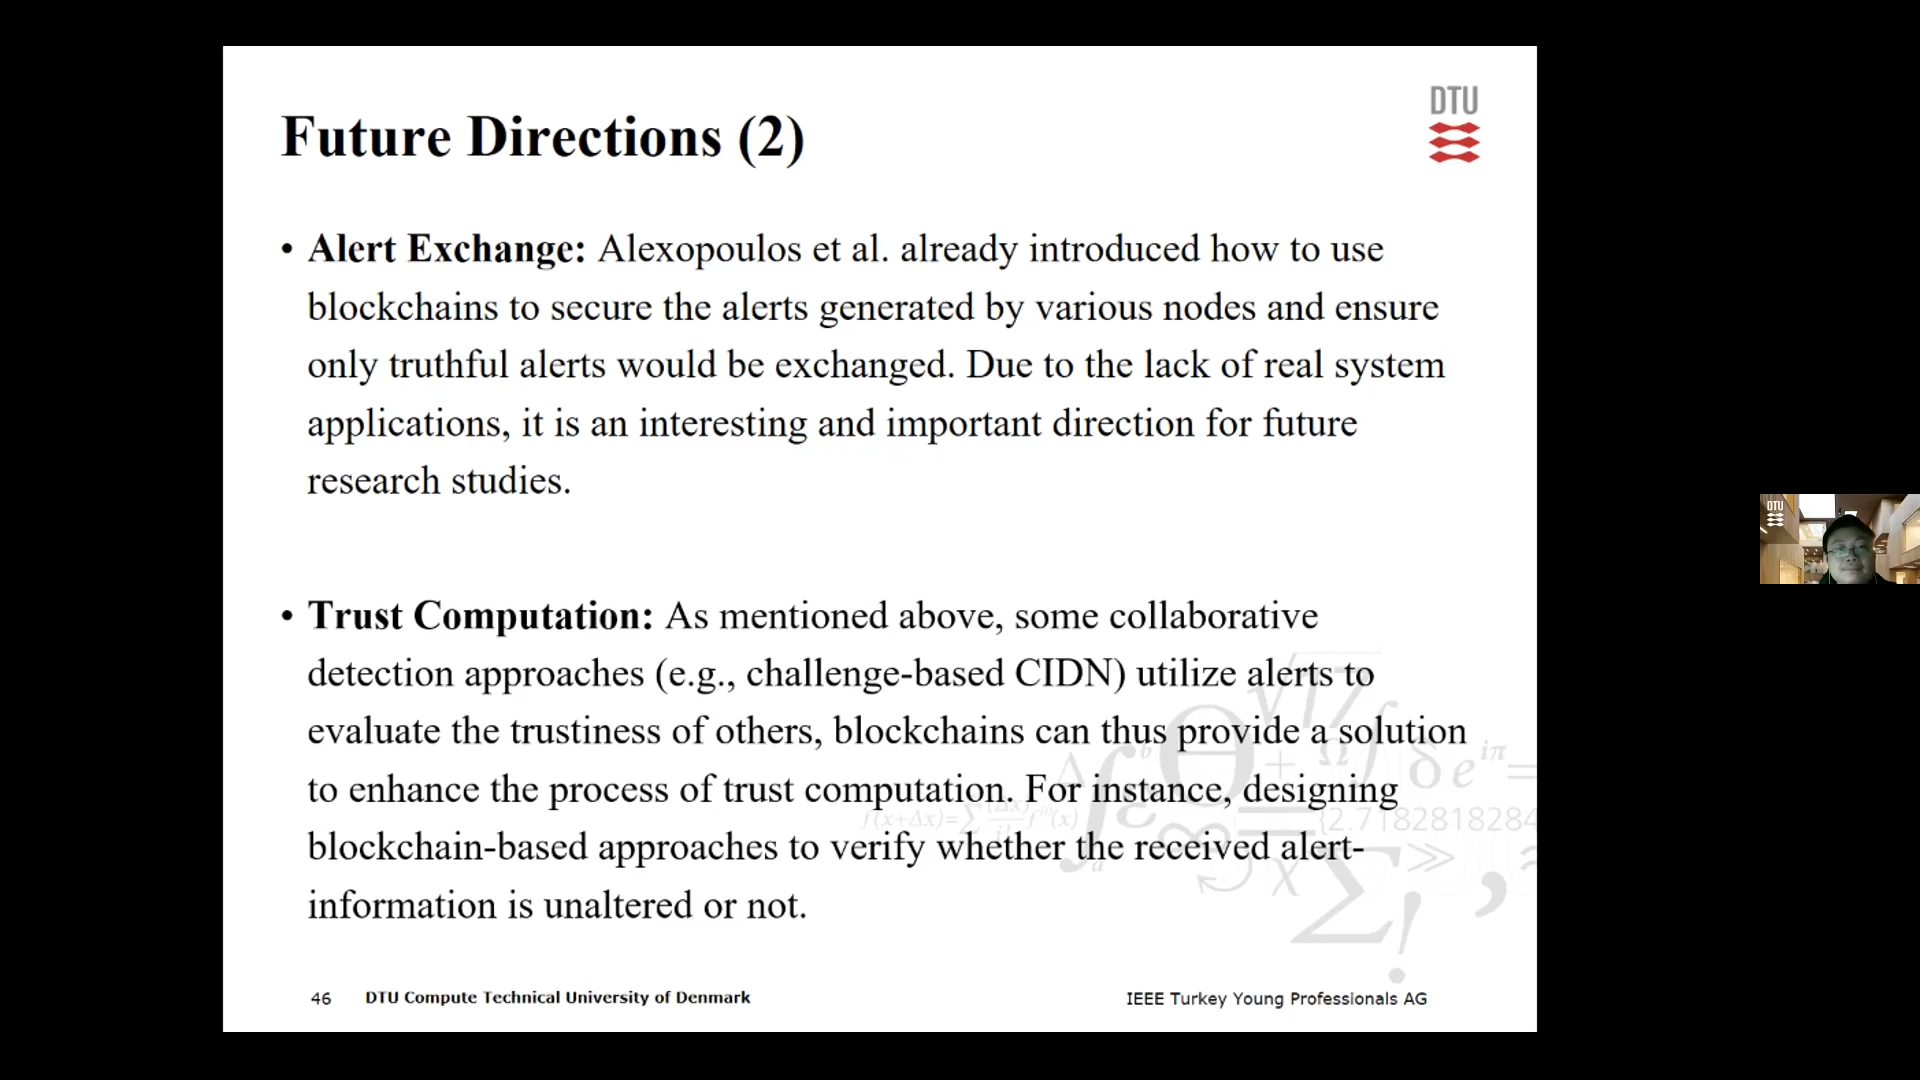 Future Directions (2)
DTU
• Alert Exchange: Alexopoulos et al. already introduced how to use
blockchains to secure the alerts generated by various nodes and ensure
only truthful alerts would be exchanged. Due to the lack of real system
applications, it is an interesting and important direction for future
research studies.
DTU
• Trust Computation: As mentioned above, some collaborative
detection approaches (e.g., challenge-based CIDN) utilize alerts to
evaluate the trustiness of others, blockchains can thus provide a solution
to enhance the process of trust computation. For instance, designing
blockchain-based approaches to verify whether the received alert-
information is unaltered or not.
{2.7182818284
46 DTU Compute Technical University of Denmark
IEEE Turkey Young Professionals AG